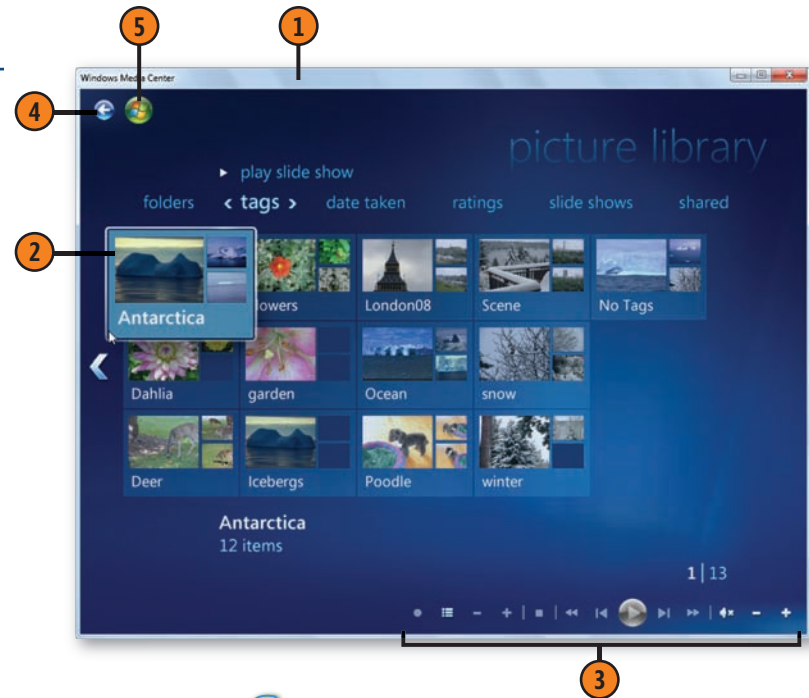 5
1
Windows Media Center
4
picture library
play slide show
folders
tags
date taken
ratings
slide shows
shared
2
Antarctica
lowers
London08
Scene
No Tags
Dahlia
garden
Ocean
snow
Deer
Icebergs
Poodle
winter
Antarctica
12 items
1 | 13
3